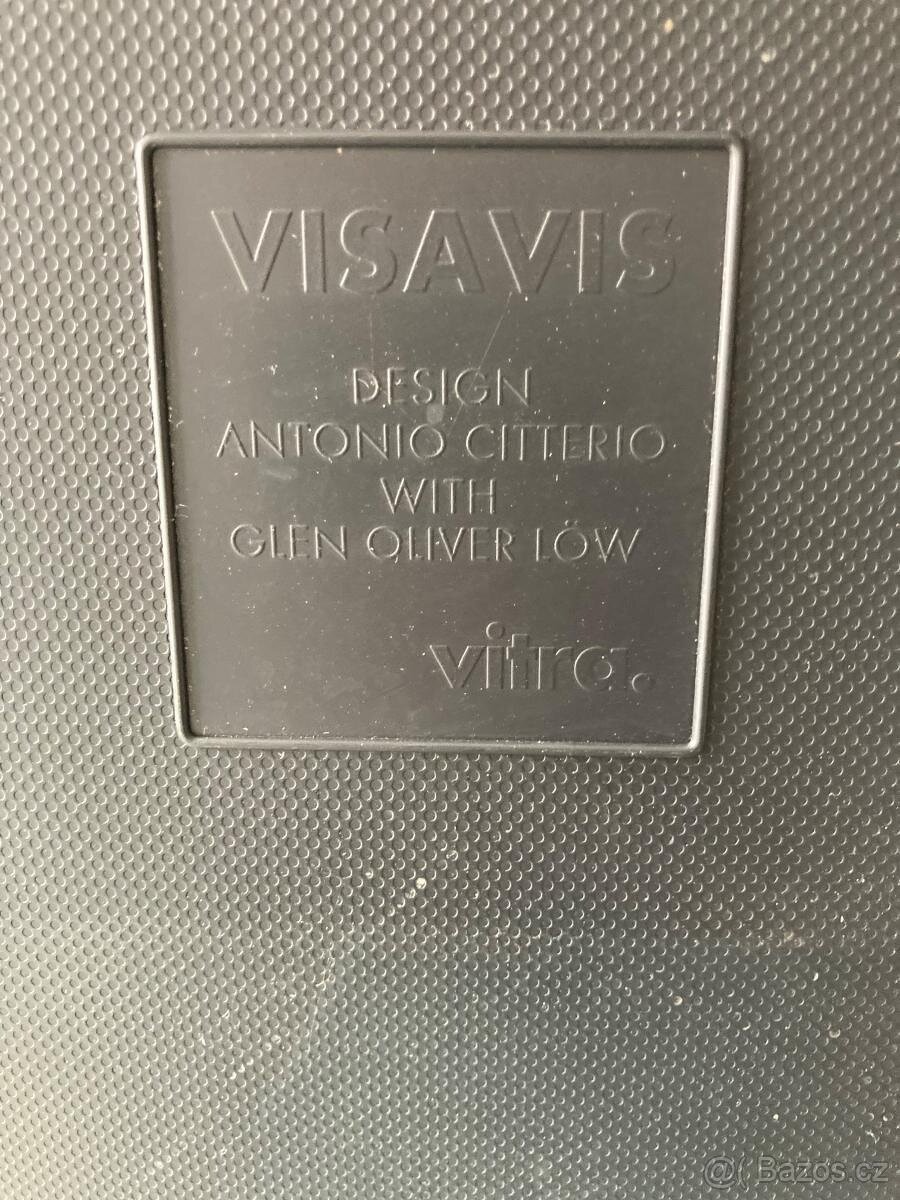 VISAVIS
DESIGN
ANTONIO CITTERIO
WITH
GLEN OLIVER LÖW
vitra.
@( Bazos.cz